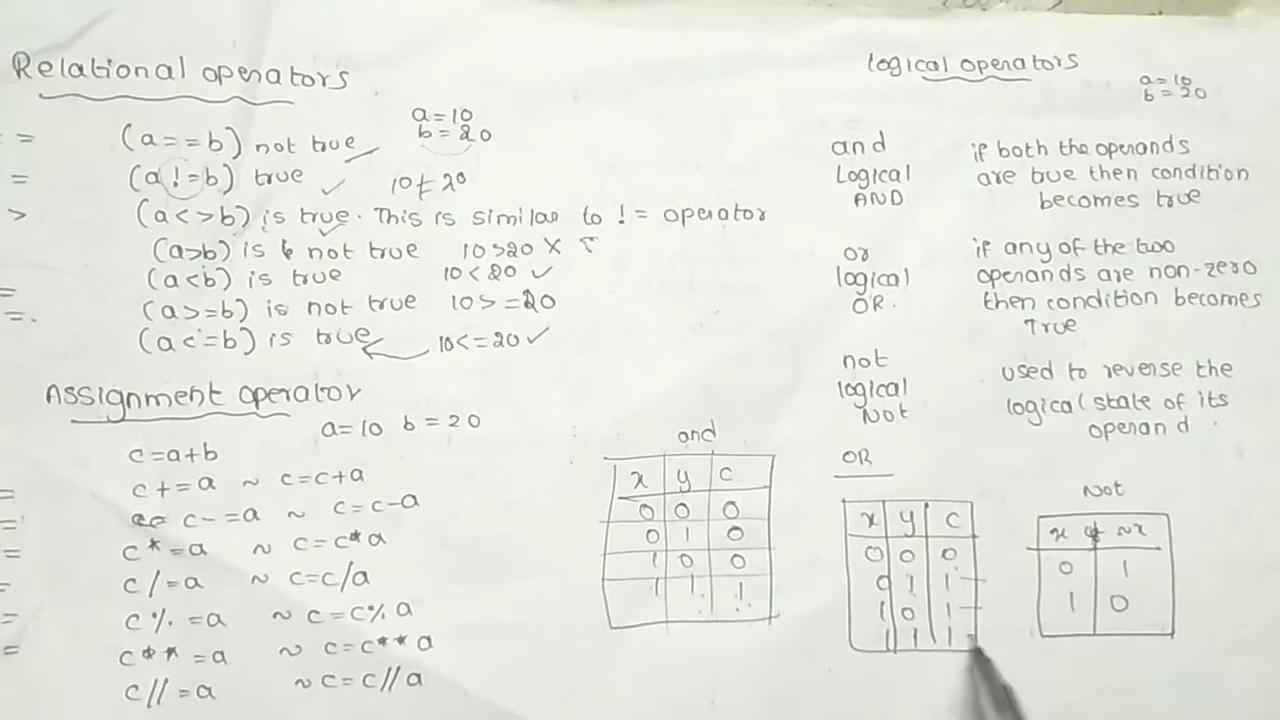 Relational operators
a=10
b=20
= (a==b) not true
= (a!=b) true ✓ 10≠20
> (a<>b) is true. This is similar to != operator
(a>b) is not true 10>20 ×
(a<b) is true 10<20 ✓
= (a>=b) is not true 10>=20
=. (a<=b) is true 10<=20 ✓
Assignment operator
a=10 b=20
c=a+b
= c+=a ~ c=c+a
= c-=a ~ c=c-a
= c*=a ~ c=c*a
c/=a ~ c=c/a
= c%=a ~ c=c%a
= c**=a ~ c=c**a
c//=a ~ c=c//a
and
x y c
0 0 0
0 1 0
1 0 0
1 1 1
logical operators
a=10
b=20
and if both the operands
Logical are true then condition
AND becomes true
or if any of the two
logical operands are non-zero
OR. then condition becomes
True
not used to reverse the
logical logical state of its
Not operand.
OR
x y c
0 0 0
0 1 1
1 0 1
1 1 1
Not
x ~x
0 1
1 0